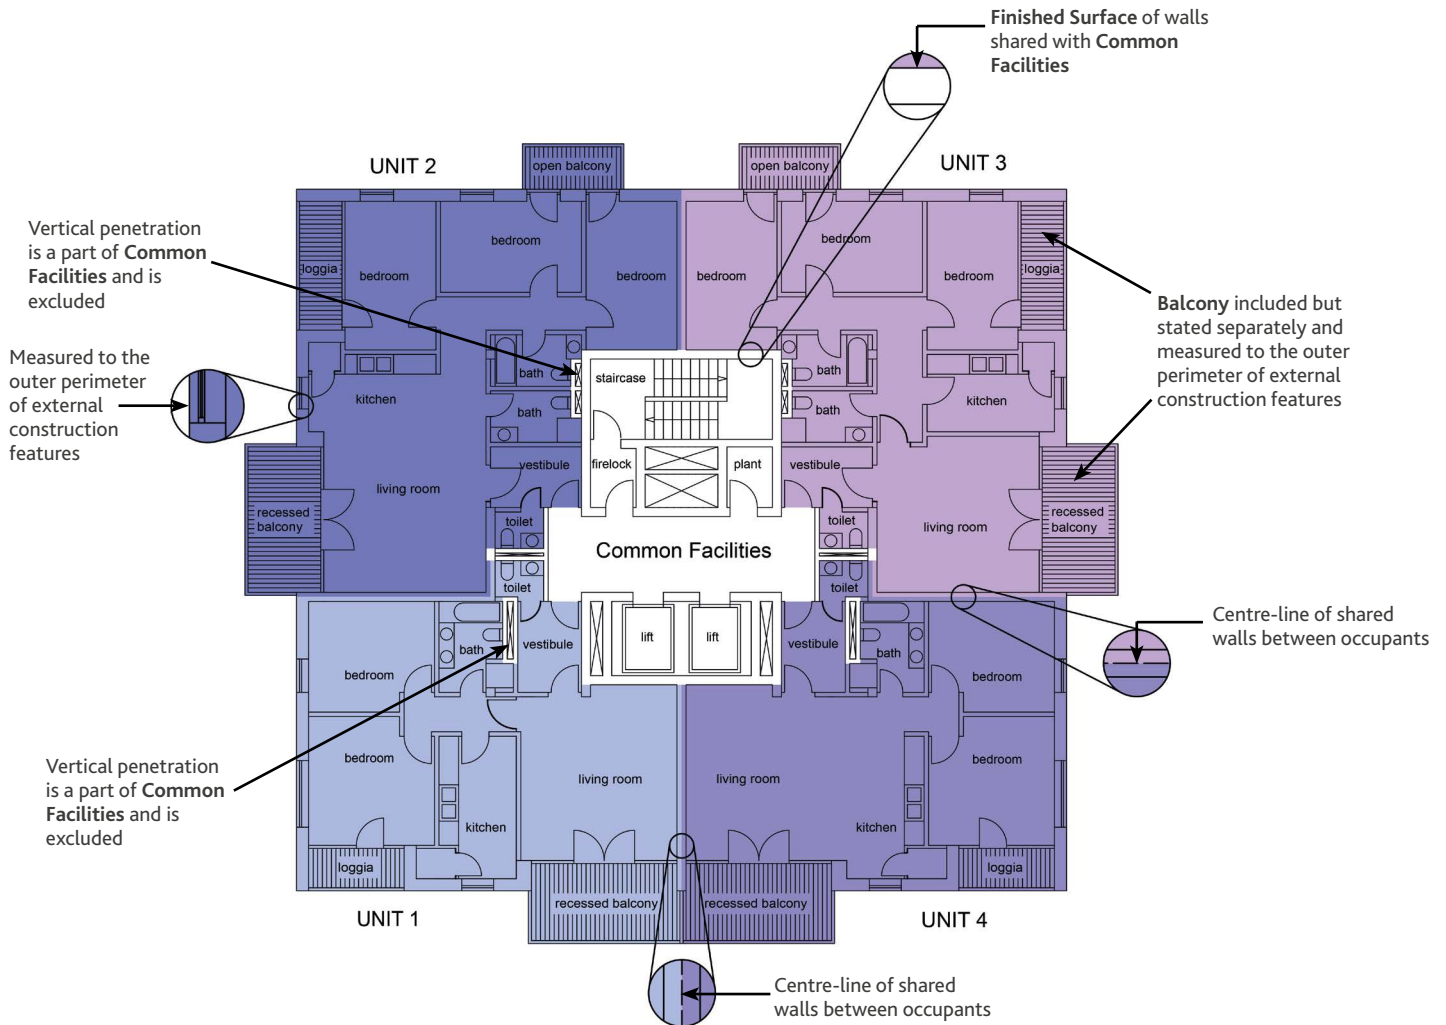 Finished Surface of walls
shared with Common
Facilities
UNIT 2
UNIT 3
open balcony
open balcony
Vertical penetration
is a part of Common
Facilities and is
excluded
bedroom
bedroom
loggia
bedroom
bedroom
bedroom
bedroom
loggia
Balcony included but
stated separately and
measured to the outer
perimeter of external
construction features
Measured to the
outer perimeter
of external
construction
features
bath
staircase
bath
kitchen
bath
bath
kitchen
vestibule
firelock
plant
vestibule
living room
recessed
balcony
toilet
toilet
living room
recessed
balcony
Common Facilities
toilet
toilet
Centre-line of shared
walls between occupants
lift
lift
bath
vestibule
vestibule
bath
bedroom
bedroom
Vertical penetration
is a part of Common
Facilities and is
excluded
bedroom
living room
living room
bedroom
kitchen
kitchen
loggia
loggia
recessed balcony
recessed balcony
UNIT 1
UNIT 4
Centre-line of shared
walls between occupants